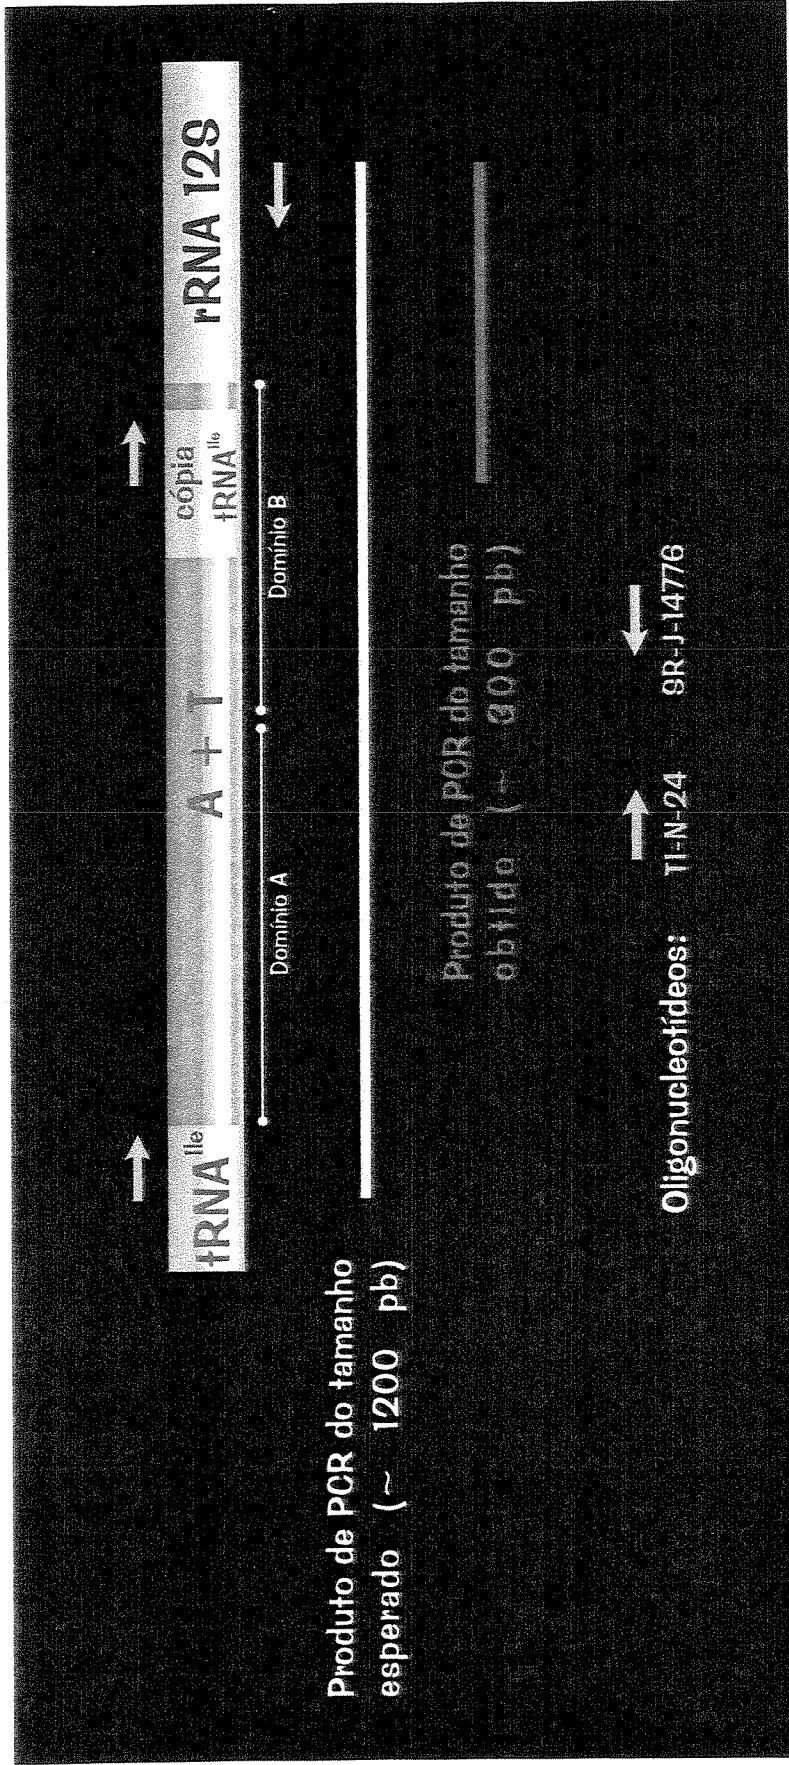 tRNA Ile
A + T
cópia
tRNA Ile
rRNA 12S
Domínio A
Domínio B
Produto de PCR do tamanho
esperado (~ 1200 pb)
Produto de PCR do tamanho
obtido (~ 300 pb)
Oligonucleotídeos: TI-N-24 SR-J-14776